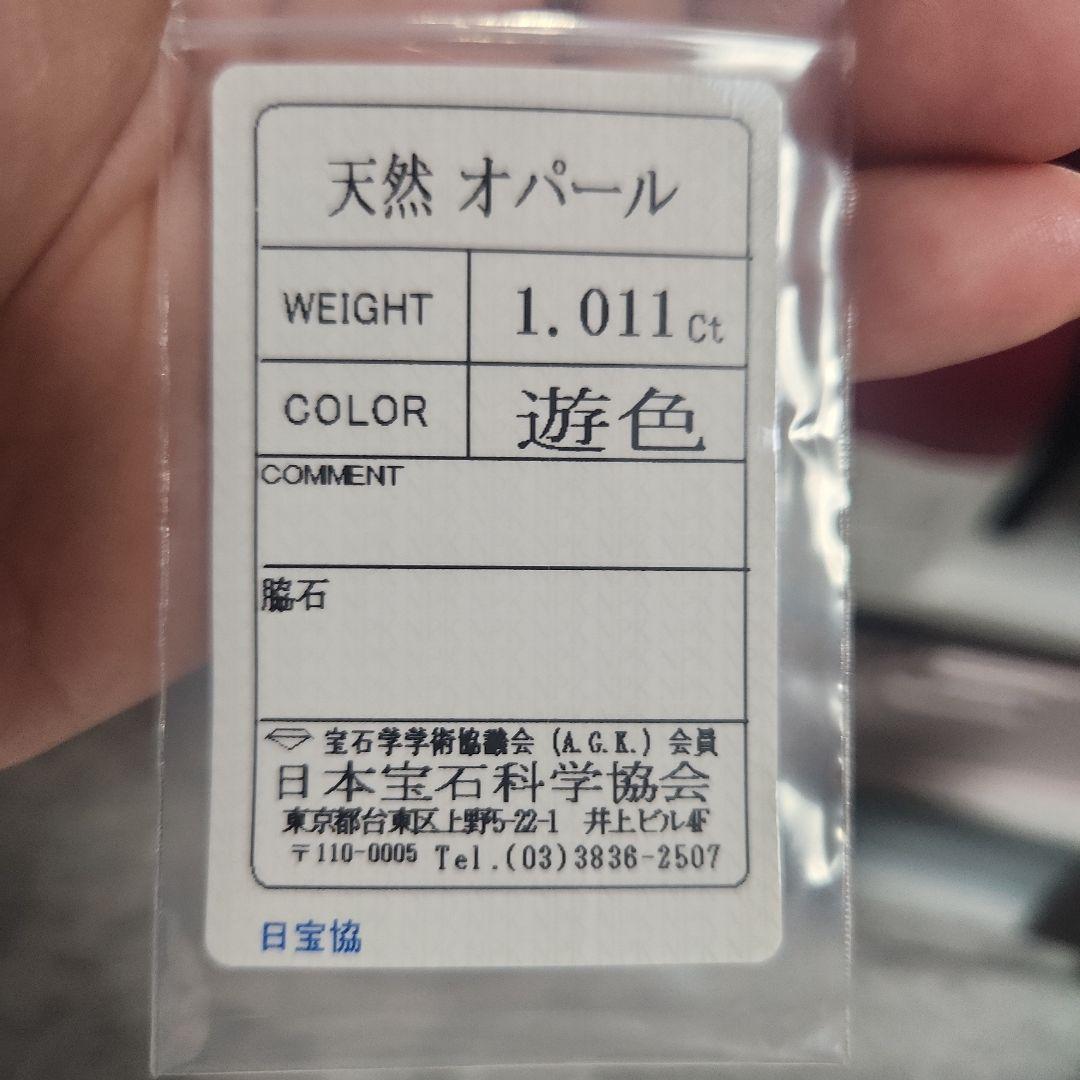 天然 オパール
WEIGHT 1.011 Ct
COLOR 遊色
COMMENT
脇石
宝石学学術協議会 (A.G.K.) 会員
日本宝石科学協会
東京都台東区上野5-22-1 井上ビル4F
〒110-0005 Tel.(03)3836-2507
日宝協